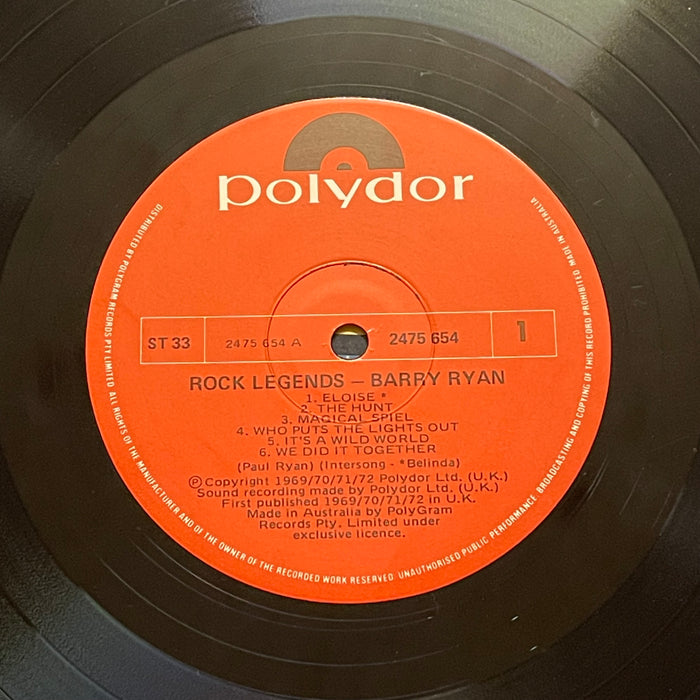 polydor
ST 33
2475 654 A
2475 654
1
ROCK LEGENDS – BARRY RYAN
1. ELOISE *
2. THE HUNT
3. MAGICAL SPIEL
4. WHO PUTS THE LIGHTS OUT
5. IT'S A WILD WORLD
6. WE DID IT TOGETHER
(Paul Ryan) (Intersong - *Belinda)
Ⓟ Copyright 1969/70/71/72 Polydor Ltd. (U.K.)
Sound recording made by Polydor Ltd. (U.K.)
First published 1969/70/71/72 in U.K.
Made in Australia by PolyGram
Records Pty. Limited under
exclusive licence.
DISTRIBUTED BY POLYGRAM RECORDS PTY LIMITED. ALL RIGHTS OF THE MANUFACTURER AND OF THE OWNER OF THE RECORDED WORK RESERVED. UNAUTHORISED PUBLIC PERFORMANCE, BROADCASTING AND COPYING OF THIS RECORD PROHIBITED. MADE IN AUSTRALIA